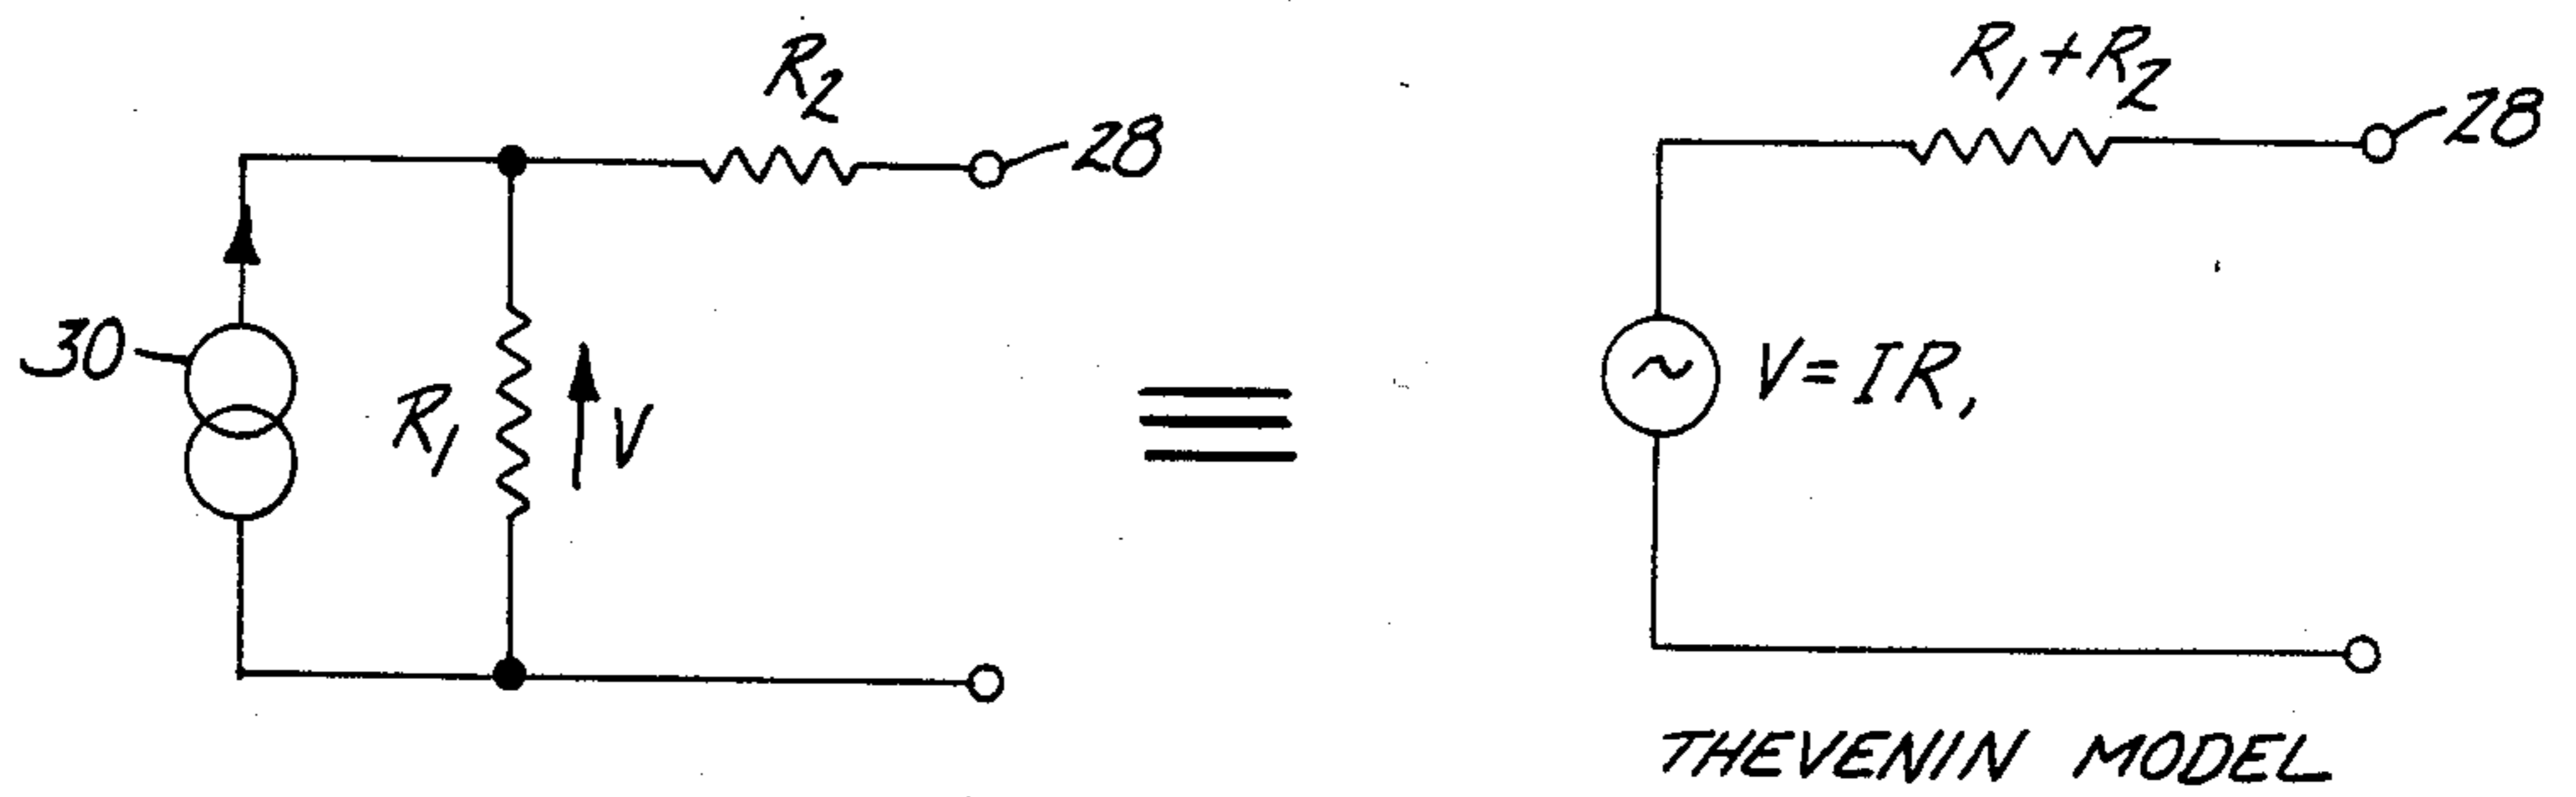 R2
28
30
R1
V
R1+R2
28
V=IR1
THEVENIN MODEL